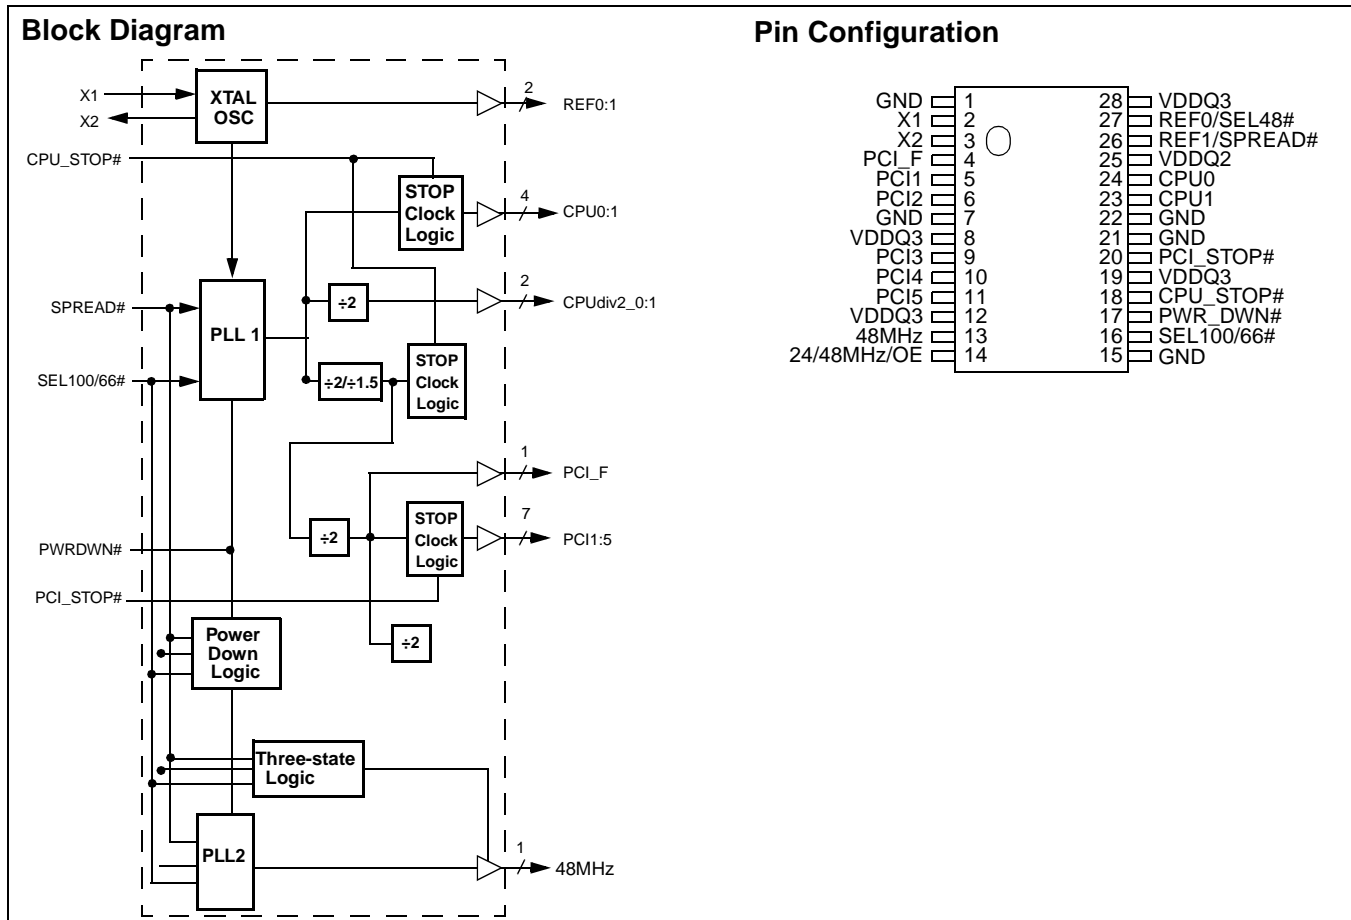 Block Diagram
X1
X2
XTAL
OSC
2
REF0:1
CPU_STOP#
STOP
Clock
Logic
4
CPU0:1
SPREAD#
PLL 1
÷2
2
CPUdiv2_0:1
SEL100/66#
÷2/÷1.5
STOP
Clock
Logic
1
PCI_F
÷2
STOP
Clock
Logic
7
PCI1:5
PWRDWN#
PCI_STOP#
÷2
Power
Down
Logic
Three-state
Logic
PLL2
1
48MHz
Pin Configuration
GND 1 28 VDDQ3
X1 2 27 REF0/SEL48#
X2 3 26 REF1/SPREAD#
PCI_F 4 25 VDDQ2
PCI1 5 24 CPU0
PCI2 6 23 CPU1
GND 7 22 GND
VDDQ3 8 21 GND
PCI3 9 20 PCI_STOP#
PCI4 10 19 VDDQ3
PCI5 11 18 CPU_STOP#
VDDQ3 12 17 PWR_DWN#
48MHz 13 16 SEL100/66#
24/48MHz/OE 14 15 GND